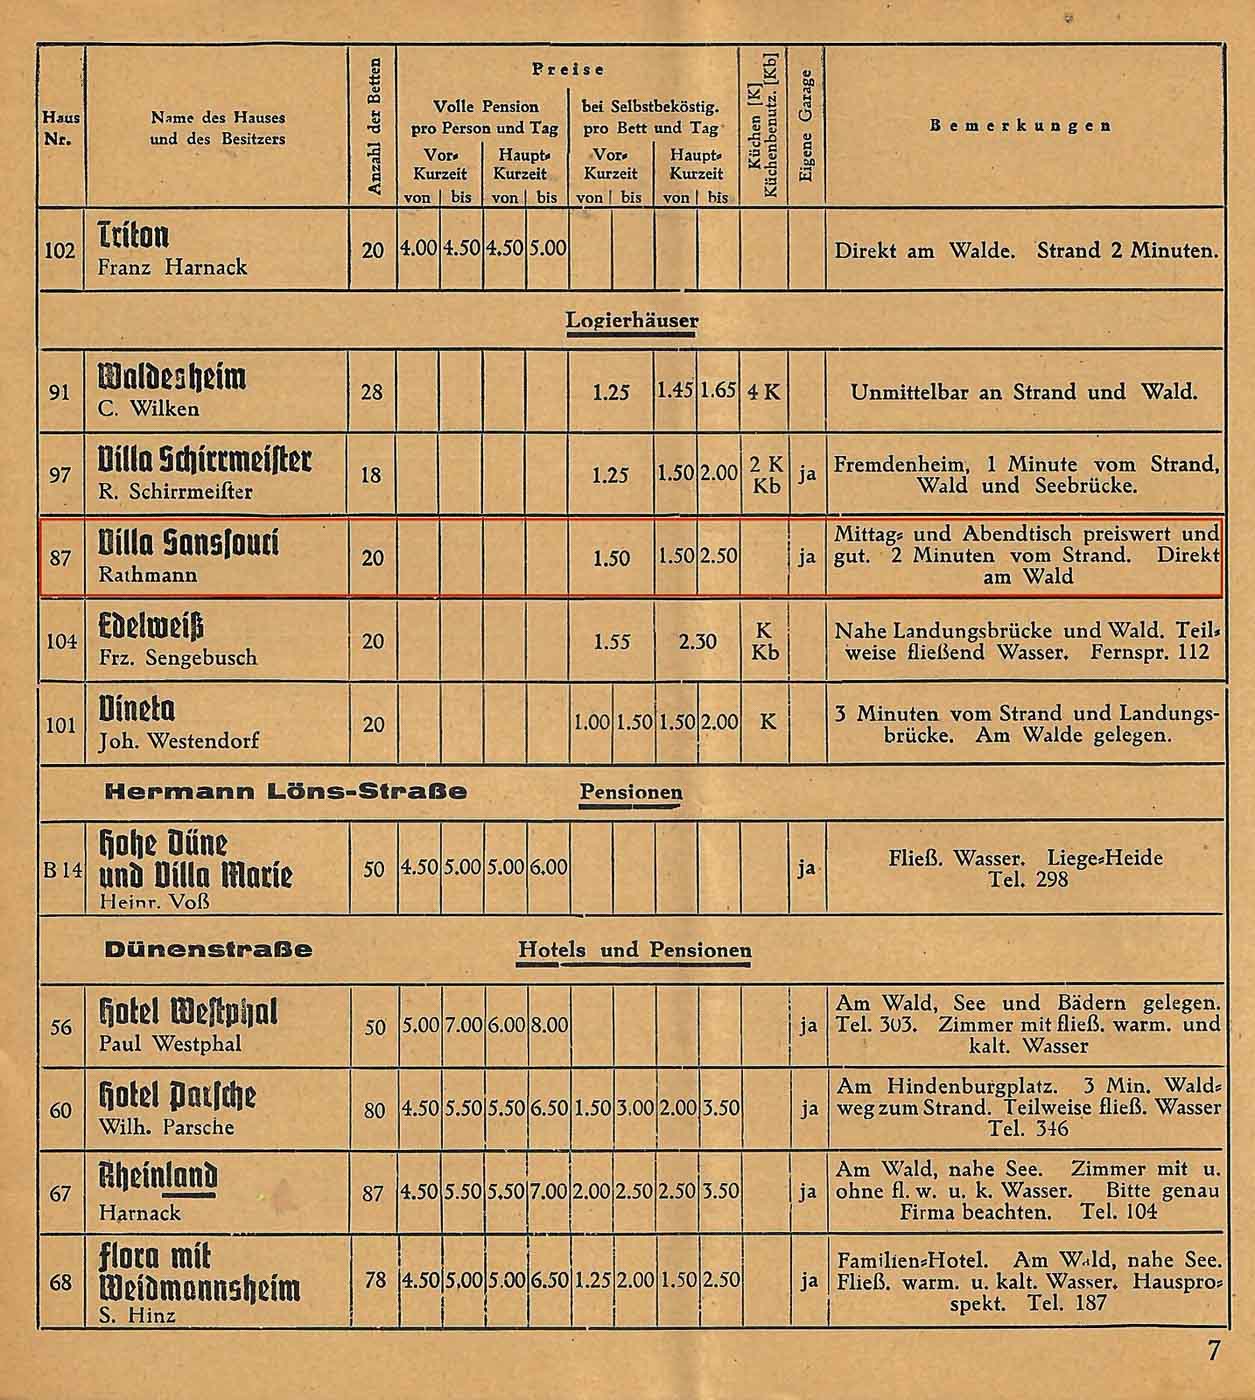 Haus Nr.
Name des Hauses und des Besitzers
Anzahl der Betten
Preise
Volle Pension pro Person und Tag
bei Selbstbeköstig. pro Bett und Tag
Vor-Kurzeit
Haupt-Kurzeit
Vor-Kurzeit
Haupt-Kurzeit
von | bis von | bis von | bis von | bis
Küchen [K]
Küchenbenutz. [Kb]
Eigene Garage
Bemerkungen
102 Triton 20 4.00 4.50 4.50 5.00 Direkt am Walde. Strand 2 Minuten.
Franz Harnack
Logierhäuser
91 Waldesheim 28 1.25 1.45 1.65 4 K Unmittelbar an Strand und Wald.
C. Wilken
97 Villa Schirrmeister 18 1.25 1.50 2.00 2 K Kb ja Fremdenheim, 1 Minute vom Strand,
R. Schirrmeister Wald und Seebrücke.
87 Villa Sanssouci 20 1.50 1.50 2.50 ja Mittag- und Abendtisch preiswert und
Rathmann gut. 2 Minuten vom Strand. Direkt
am Wald
104 Edelweiß 20 1.55 2.30 K Kb Nahe Landungsbrücke und Wald. Teil-
Frz. Sengebusch weise fließend Wasser. Fernspr. 112
101 Vineta 20 1.00 1.50 1.50 2.00 K 3 Minuten vom Strand und Landungs-
Joh. Westendorf brücke. Am Walde gelegen.
Hermann Löns-Straße Pensionen
B 14 Hohe Düne 50 4.50 5.00 5.00 6.00 ja Fließ. Wasser. Liege-Heide
und Villa Marie Tel. 298
Heinr. Voß
Dünenstraße Hotels und Pensionen
56 Hotel Westphal 50 5.00 7.00 6.00 8.00 ja Am Wald, See und Bädern gelegen.
Paul Westphal Tel. 303. Zimmer mit fließ. warm. und
kalt. Wasser
60 Hotel Parsche 80 4.50 5.50 5.50 6.50 1.50 3.00 2.00 3.50 ja Am Hindenburgplatz. 3 Min. Wald-
Wilh. Parsche weg zum Strand. Teilweise fließ. Wasser
Tel. 346
67 Rheinland 87 4.50 5.50 5.50 7.00 2.00 2.50 2.50 3.50 ja Am Wald, nahe See. Zimmer mit u.
Harnack ohne fl. w. u. k. Wasser. Bitte genau
Firma beachten. Tel. 104
68 Flora mit 78 4.50 5.00 5.00 6.50 1.25 2.00 1.50 2.50 ja Familien-Hotel. Am Wald, nahe See.
Weidmannsheim Fließ. warm. u. kalt. Wasser. Hauspro-
S. Hinz spekt. Tel. 187
7